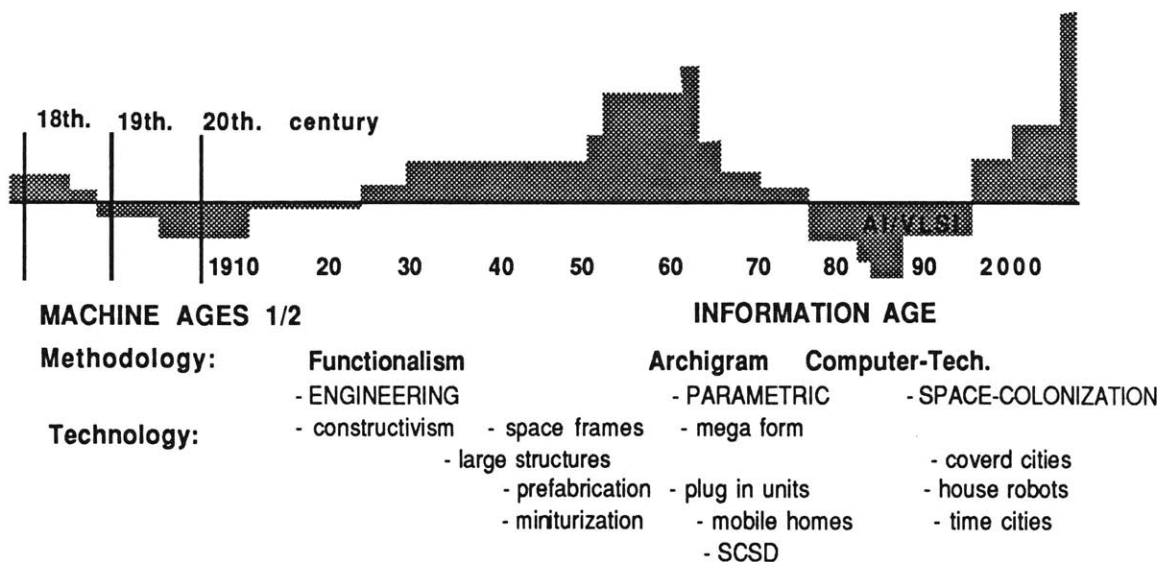 18th. 19th. 20th. century
AI/VLSI
1910 20 30 40 50 60 70 80 90 2000
MACHINE AGES 1/2 INFORMATION AGE
Methodology: Functionalism Archigram Computer-Tech.
- ENGINEERING - PARAMETRIC - SPACE-COLONIZATION
Technology: - constructivism - space frames - mega form
- large structures - coverd cities
- prefabrication - plug in units - house robots
- miniturization - mobile homes - time cities
- SCSD